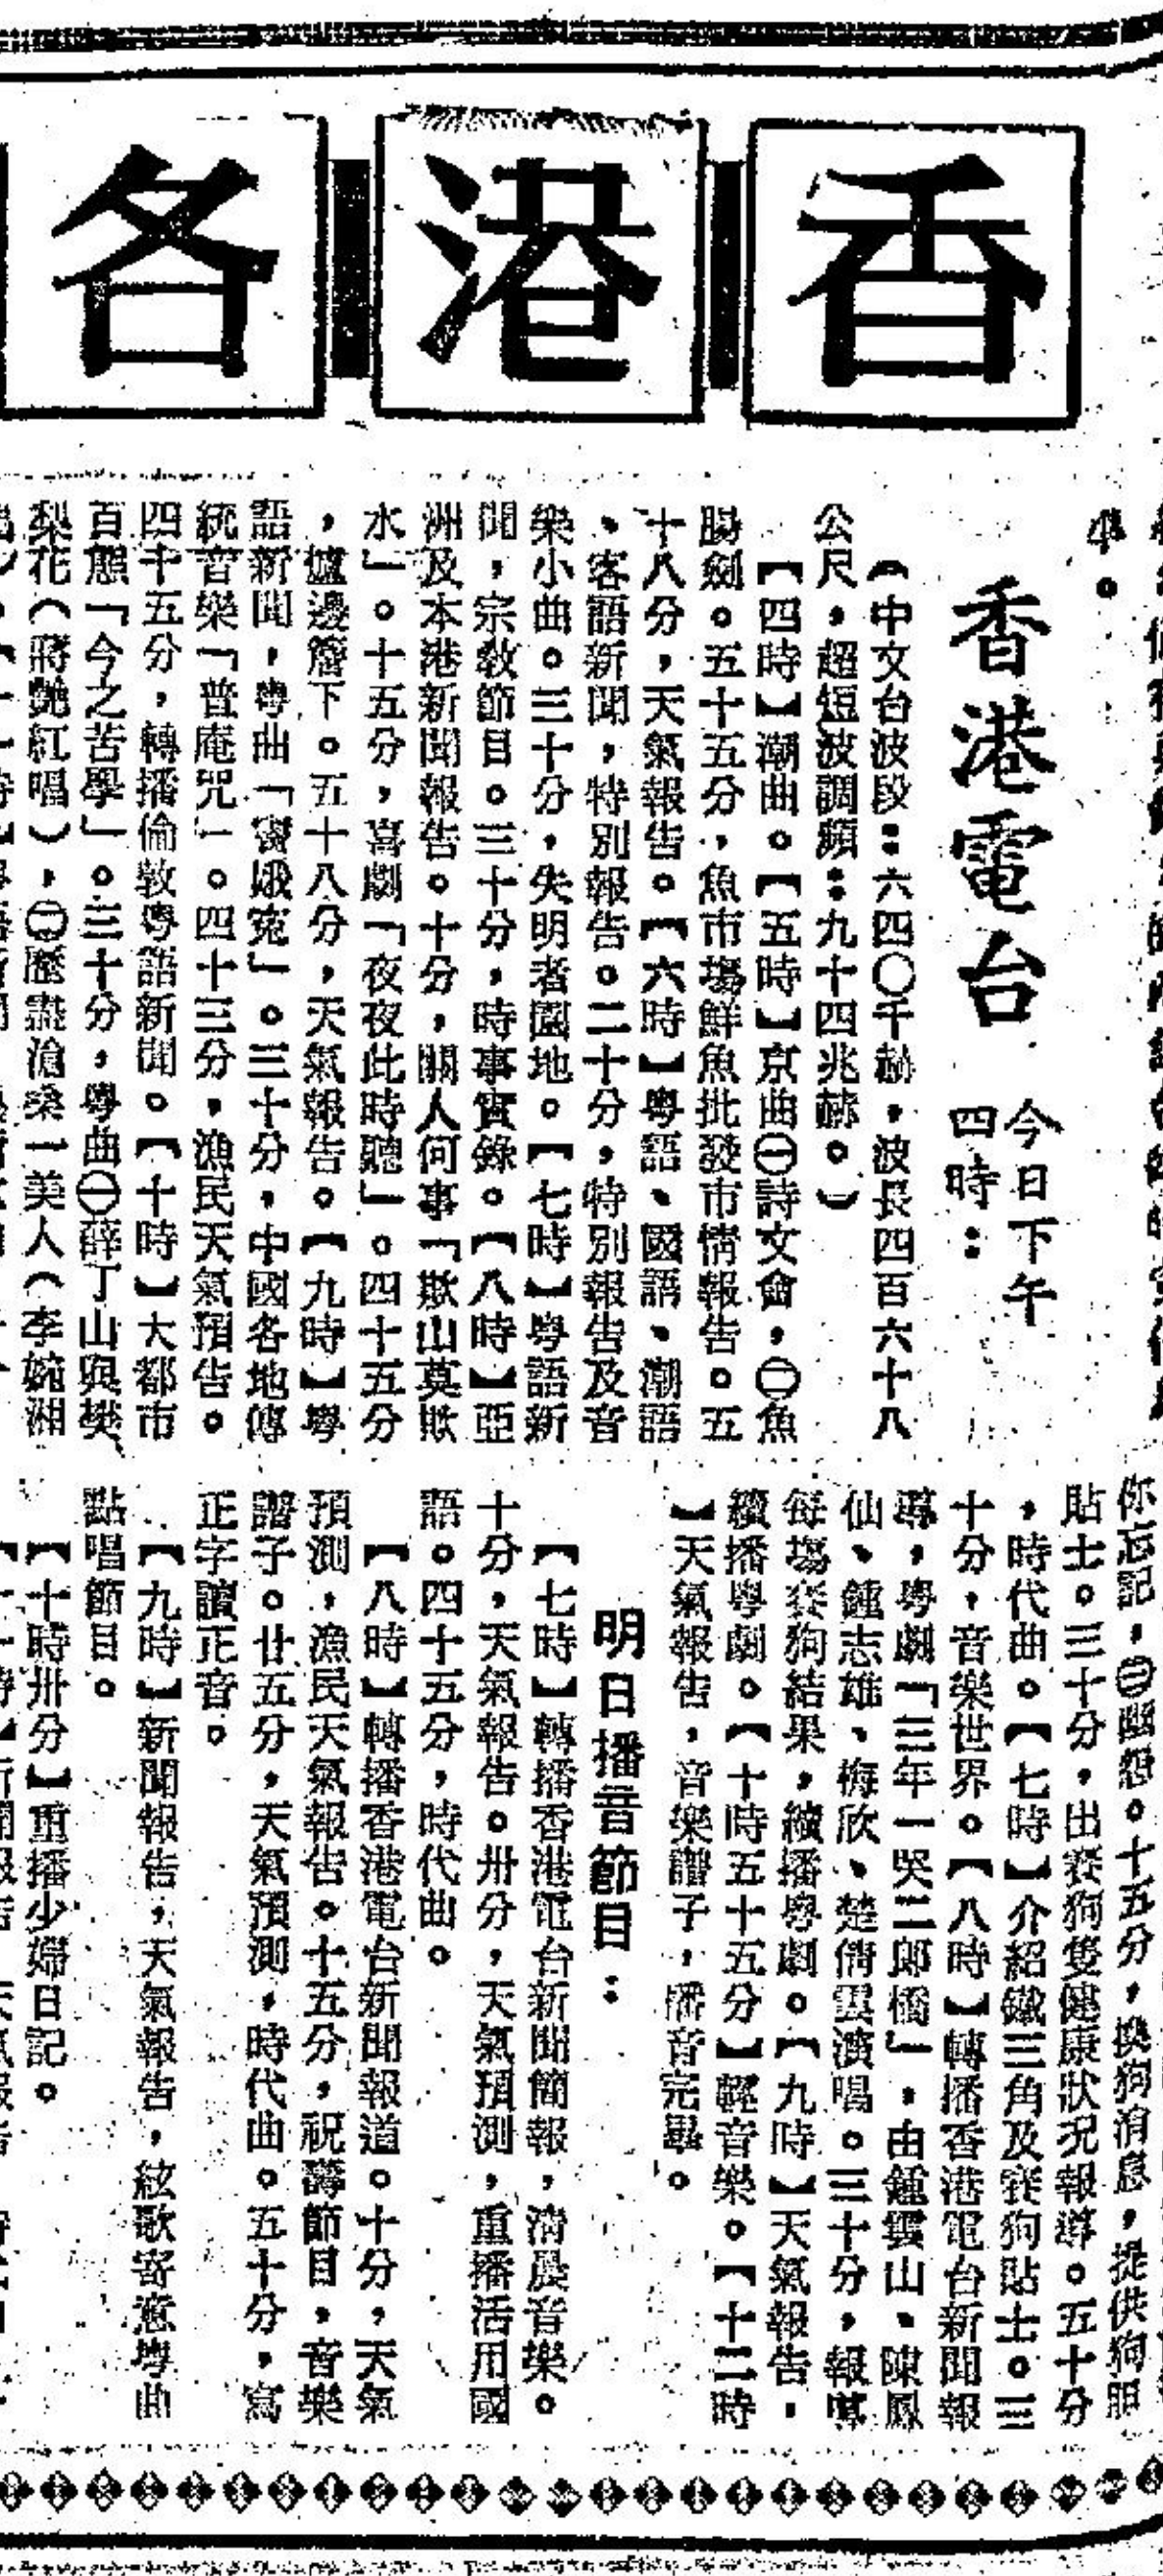 香港各
香港電台
今日下午
四時：
（中文台波段：六四〇千赫，波長四百六十八
公尺，超短波調頻：九十四兆赫。）
【四時】潮曲。【五時】京曲㊀詩文會，㊁魚
腸劍。五十五分，魚市場鮮魚批發市情報告。五
十八分，天氣報告。【六時】粵語、國語、潮語
、客語新聞，特別報告。二十分，特別報告及音
樂小曲。三十分，失明者園地。【七時】粵語新
聞，宗教節目。三十分，時事實錄。【八時】亞
洲及本港新聞報告。十分，關人何事「欺山莫欺
水」。十五分，喜劇「夜夜此時聽」。四十五分
，爐邊簷下。五十八分，天氣報告。【九時】粵
語新聞，粵曲「竇娥寃」。三十分，中國各地傳
統音樂「普庵咒」。四十三分，漁民天氣預告。
四十五分，轉播倫敦粵語新聞。【十時】大都市
百態「今之苦學」。三十分，粵曲㊀薛丁山與樊
梨花（蔣艷紅唱），㊁歷盡滄桑一美人（李婉湘
你忘記，㊂幽怨。十五分，換狗消息，提供狗胆
貼士。三十分，出賽狗隻健康狀況報導。五十分
，時代曲。【七時】介紹鐵三角及賽狗貼士。三
十分，音樂世界。【八時】轉播香港電台新聞報
導，粵劇「三年一哭二郎橋」，由鍾雲山、陳鳳
仙、鍾志雄、梅欣、楚倩雲演唱。三十分，報導
每塲賽狗結果，續播粵劇。【九時】天氣報告，
續播粵劇。【十時五十五分】輕音樂。【十二時
】天氣報告，音樂譜子，播音完畢。
明日播音節目：
【七時】轉播香港電台新聞簡報，清晨音樂。
十分，天氣報告。卅分，天氣預測，重播活用國
語。四十五分，時代曲。
【八時】轉播香港電台新聞報道。十分，天氣
預測，漁民天氣報告。十五分，祝壽節目，音樂
譜子。廿五分，天氣預測，時代曲。五十分，寫
正字讀正音。
【九時】新聞報告，天氣報告，絃歌寄意粵曲
點唱節目。
【十時卅分】重播少婦日記。